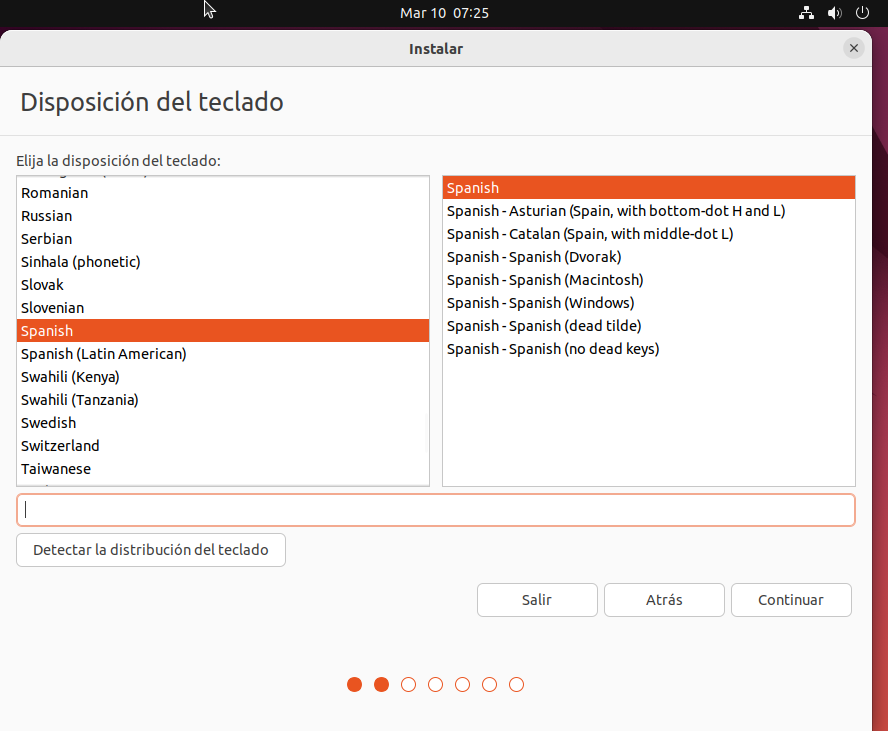 Mar 10 07:25
Instalar
Disposición del teclado
Elija la disposición del teclado:
Romanian
Russian
Serbian
Sinhala (phonetic)
Slovak
Slovenian
Spanish
Spanish (Latin American)
Swahili (Kenya)
Swahili (Tanzania)
Swedish
Switzerland
Taiwanese
Spanish
Spanish - Asturian (Spain, with bottom-dot H and L)
Spanish - Catalan (Spain, with middle-dot L)
Spanish - Spanish (Dvorak)
Spanish - Spanish (Macintosh)
Spanish - Spanish (Windows)
Spanish - Spanish (dead tilde)
Spanish - Spanish (no dead keys)
Detectar la distribución del teclado
Salir
Atrás
Continuar